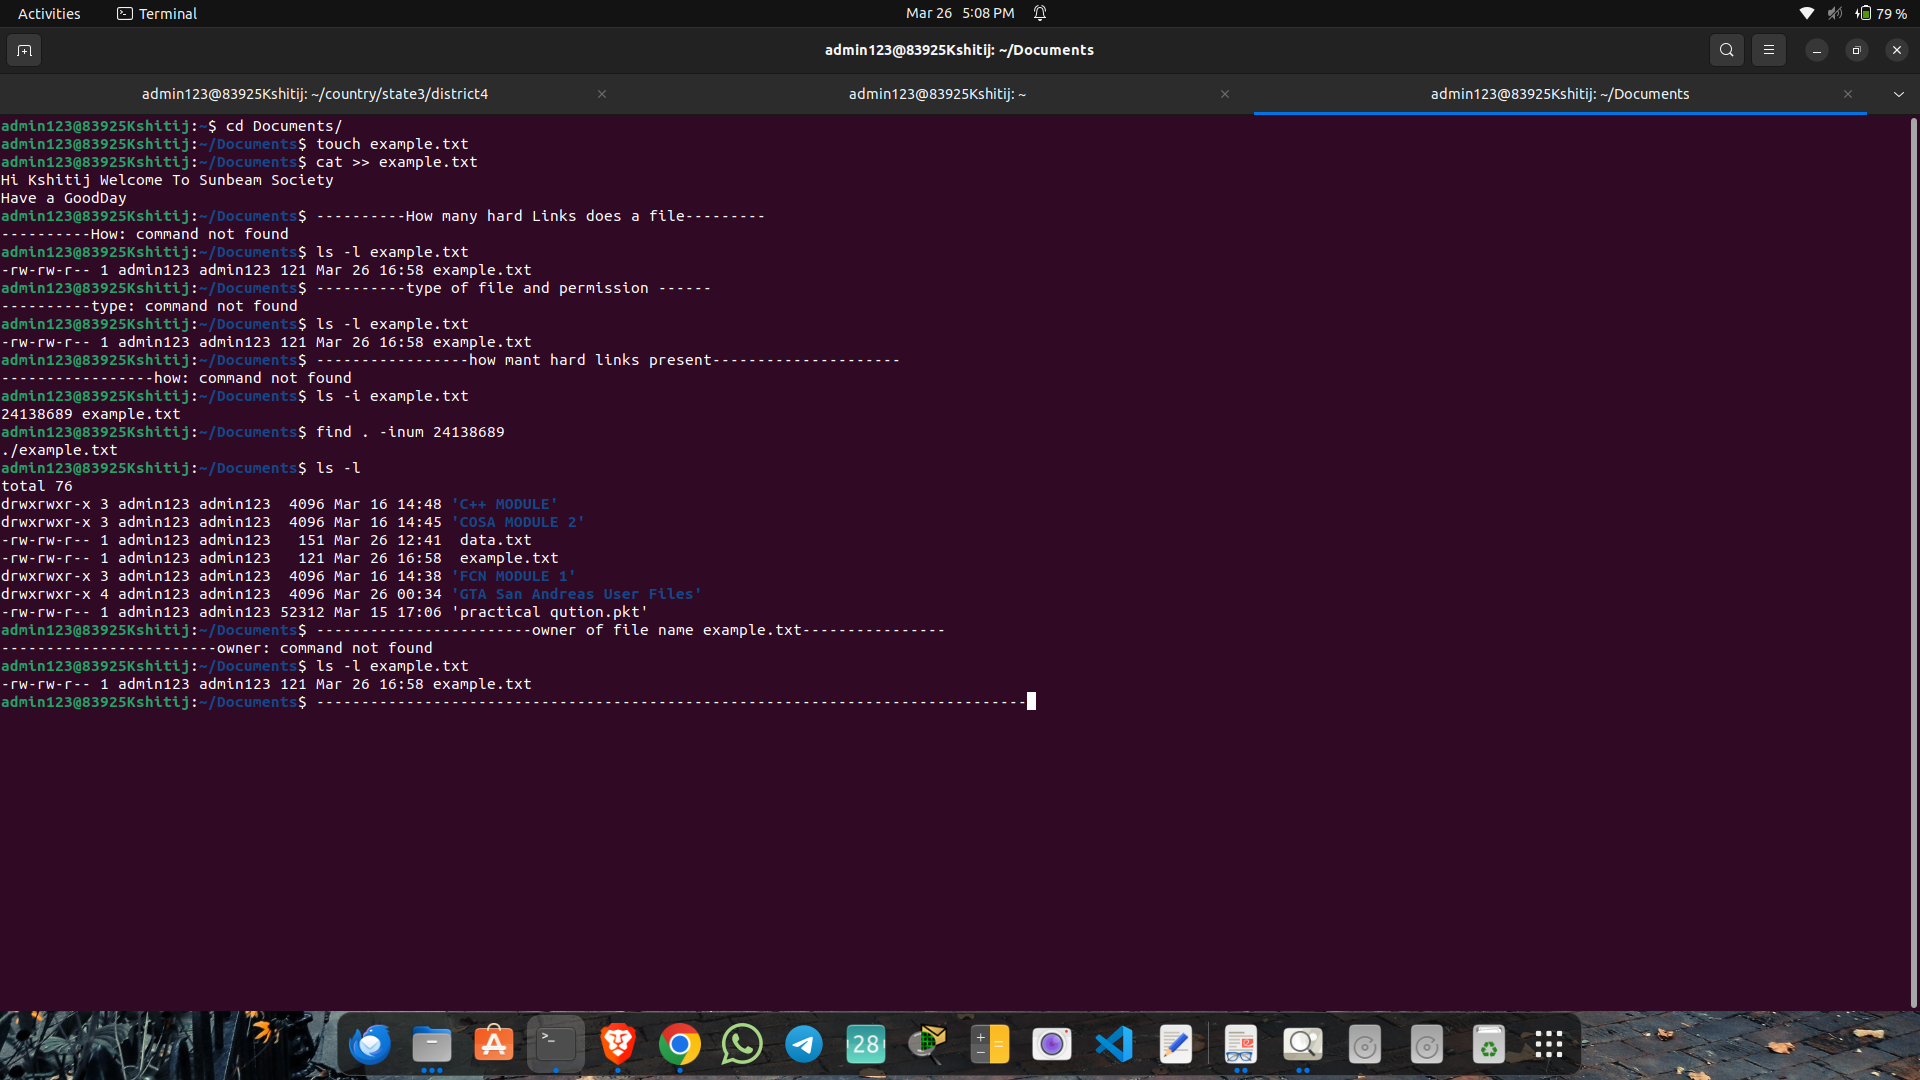 Activities Terminal Mar 26 5:08 PM 79 %
admin123@83925Kshitij: ~/Documents
admin123@83925Kshitij: ~/country/state3/district4 admin123@83925Kshitij: ~ admin123@83925Kshitij: ~/Documents
admin123@83925Kshitij:~$ cd Documents/
admin123@83925Kshitij:~/Documents$ touch example.txt
admin123@83925Kshitij:~/Documents$ cat >> example.txt
Hi Kshitij Welcome To Sunbeam Society
Have a GoodDay
admin123@83925Kshitij:~/Documents$ ----------How many hard Links does a file---------
----------How: command not found
admin123@83925Kshitij:~/Documents$ ls -l example.txt
-rw-rw-r-- 1 admin123 admin123 121 Mar 26 16:58 example.txt
admin123@83925Kshitij:~/Documents$ ----------type of file and permission ------
----------type: command not found
admin123@83925Kshitij:~/Documents$ ls -l example.txt
-rw-rw-r-- 1 admin123 admin123 121 Mar 26 16:58 example.txt
admin123@83925Kshitij:~/Documents$ -----------------how mant hard links present---------------------
-----------------how: command not found
admin123@83925Kshitij:~/Documents$ ls -i example.txt
24138689 example.txt
admin123@83925Kshitij:~/Documents$ find . -inum 24138689
./example.txt
admin123@83925Kshitij:~/Documents$ ls -l
total 76
drwxrwxr-x 3 admin123 admin123  4096 Mar 16 14:48 'C++ MODULE'
drwxrwxr-x 3 admin123 admin123  4096 Mar 16 14:45 'COSA MODULE 2'
-rw-rw-r-- 1 admin123 admin123   151 Mar 26 12:41  data.txt
-rw-rw-r-- 1 admin123 admin123   121 Mar 26 16:58  example.txt
drwxrwxr-x 3 admin123 admin123  4096 Mar 16 14:38 'FCN MODULE 1'
drwxrwxr-x 4 admin123 admin123  4096 Mar 26 00:34 'GTA San Andreas User Files'
-rw-rw-r-- 1 admin123 admin123 52312 Mar 15 17:06 'practical qution.pkt'
admin123@83925Kshitij:~/Documents$ ------------------------owner of file name example.txt----------------
------------------------owner: command not found
admin123@83925Kshitij:~/Documents$ ls -l example.txt
-rw-rw-r-- 1 admin123 admin123 121 Mar 26 16:58 example.txt
admin123@83925Kshitij:~/Documents$ -------------------------------------------------------------------------------
28